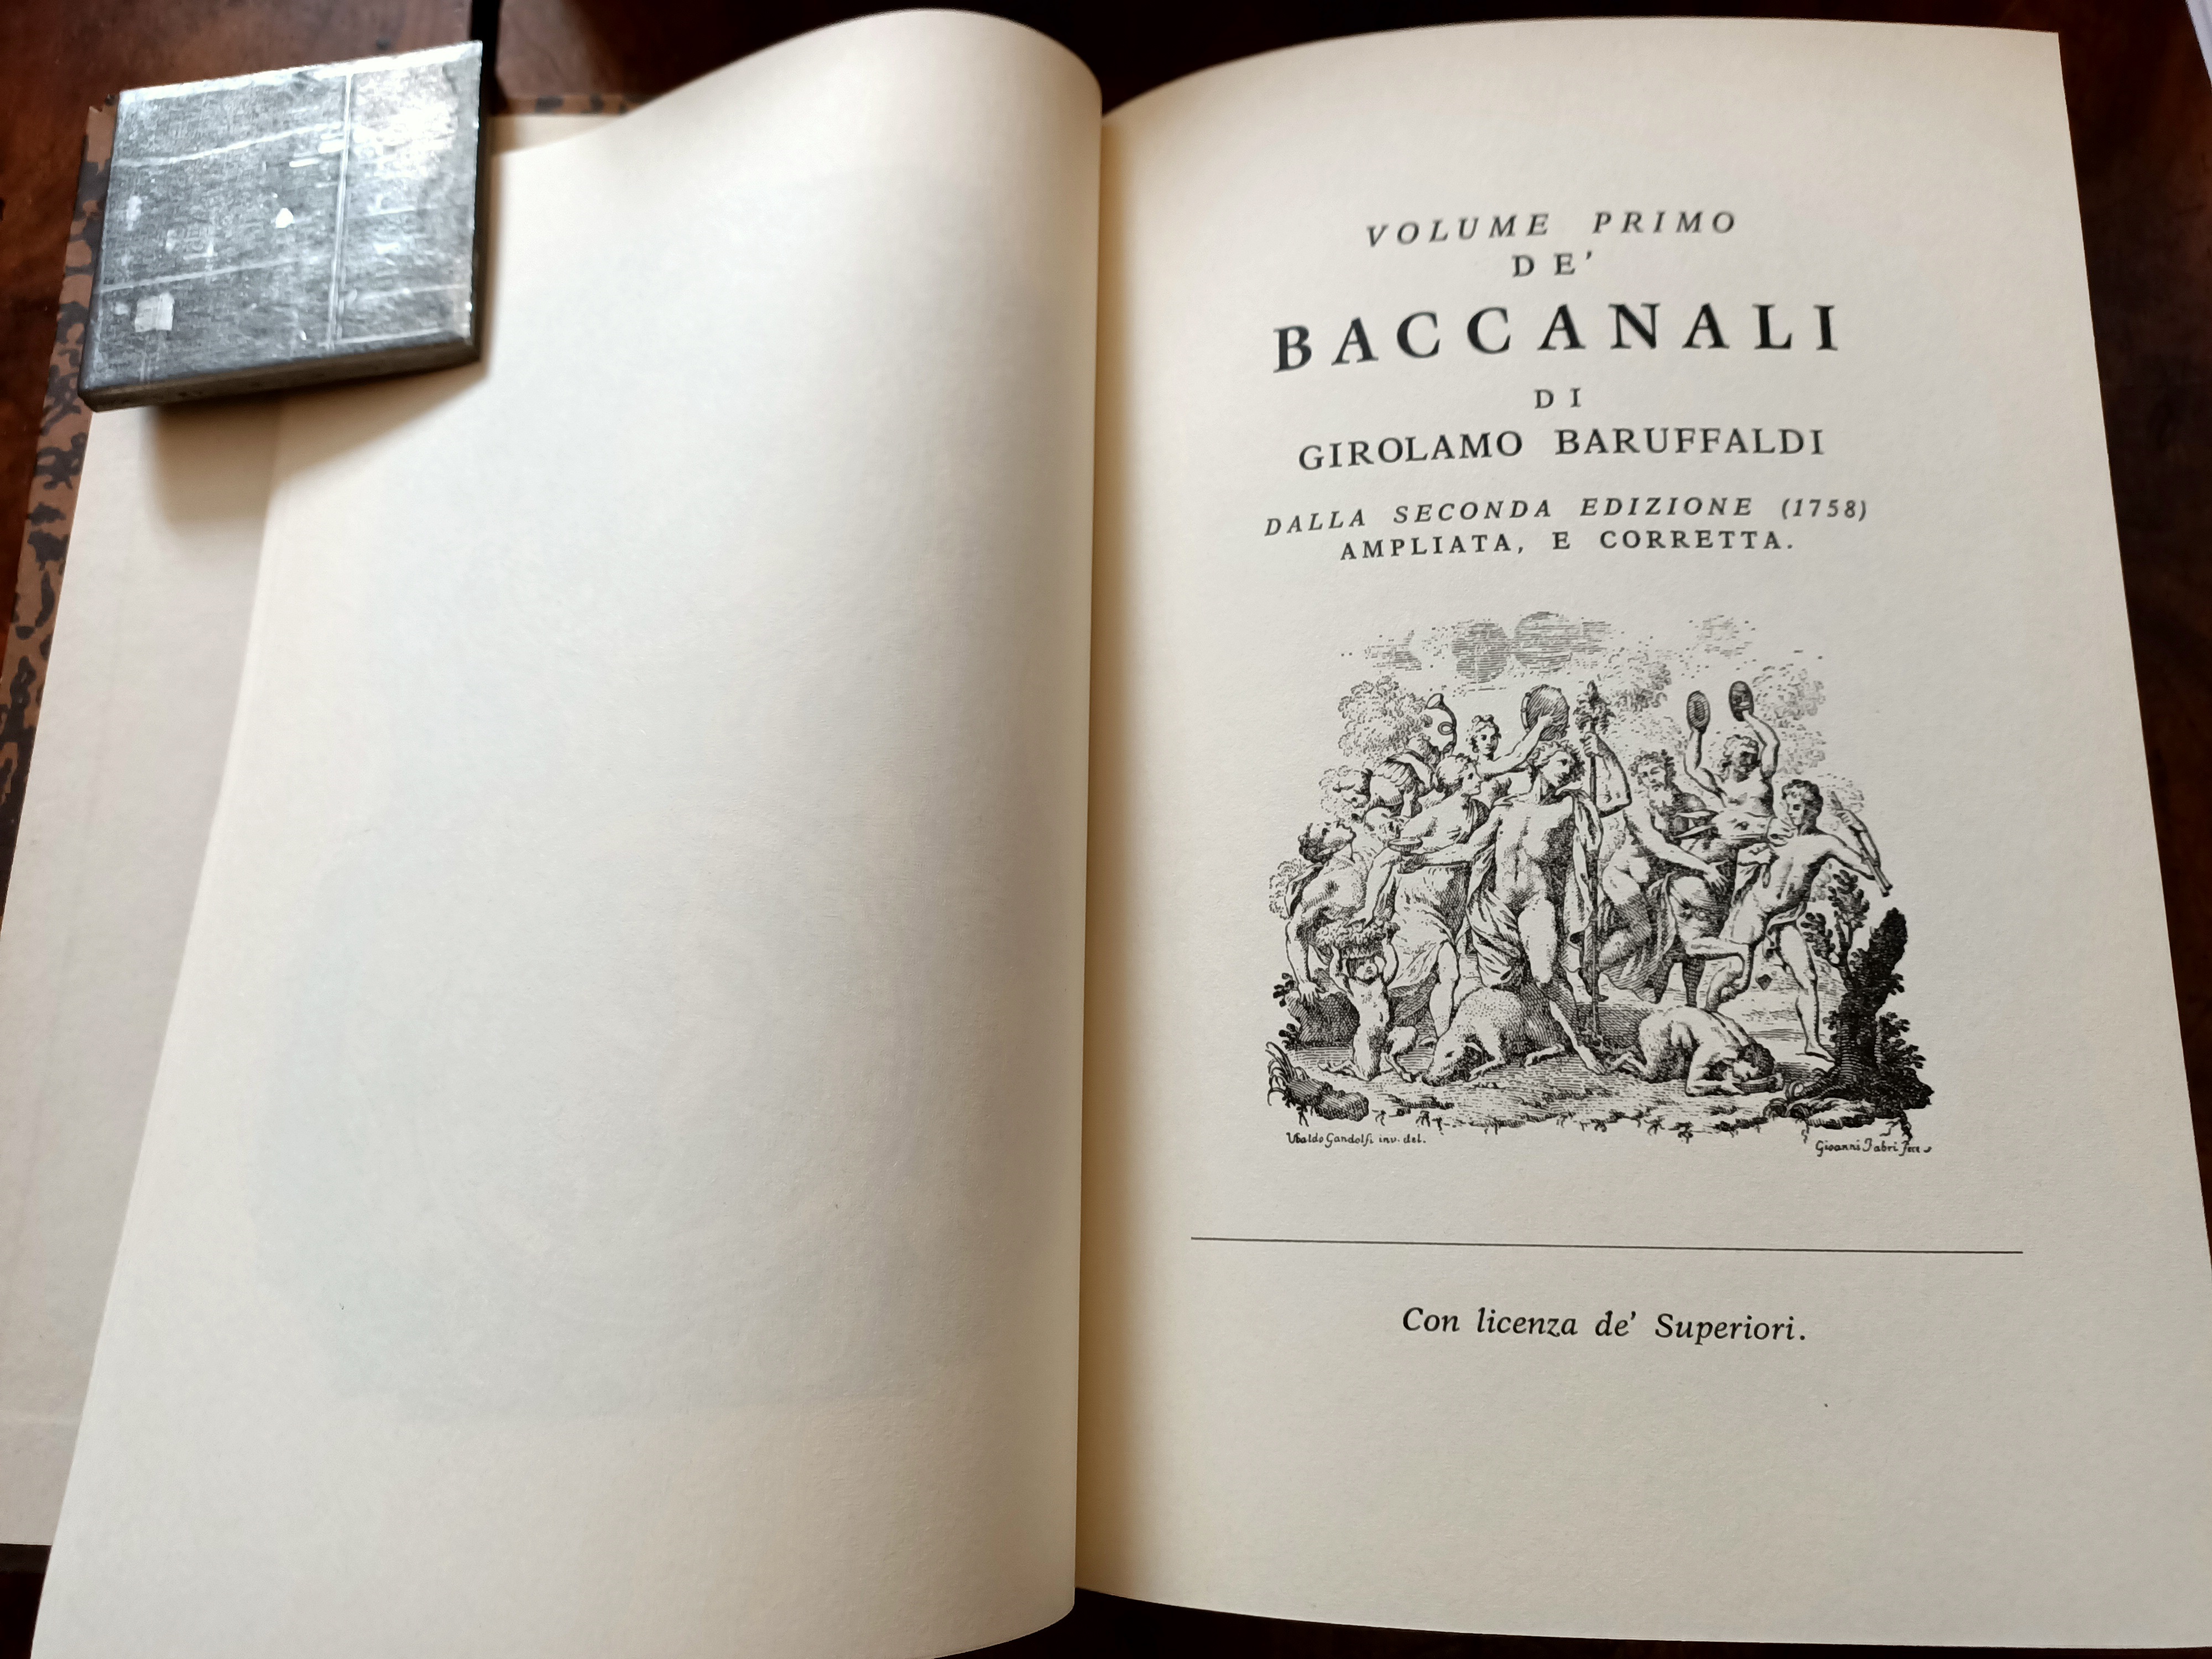 VOLUME PRIMO
DE'
BACCANALI
DI
GIROLAMO BARUFFALDI
DALLA SECONDA EDIZIONE (1758)
AMPLIATA, E CORRETTA.
Ubaldo Gandolfi inv. del.
Gioanni Fabri Fece
Con licenza de' Superiori.